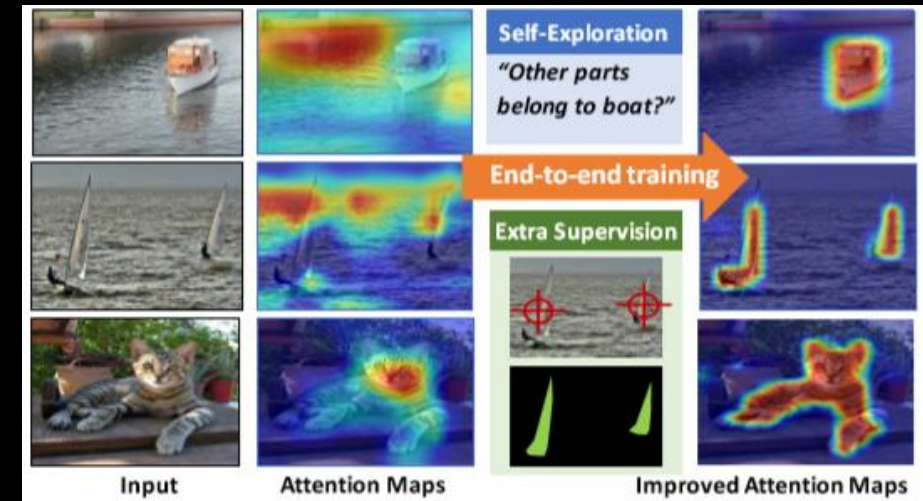 Self-Exploration
"Other parts
belong to boat?"
End-to-end training
Extra Supervision
Input
Attention Maps
Improved Attention Maps